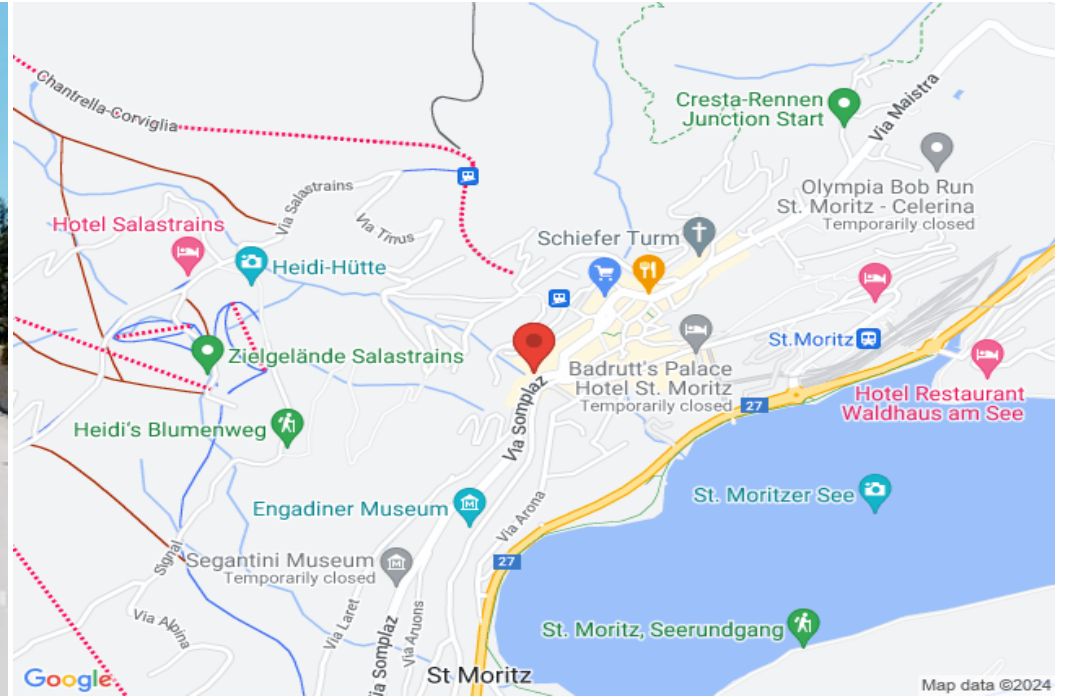 Chantrella-Corviglia
Cresta-Rennen
Junction Start
Via Maistra
Olympia Bob Run
St. Moritz - Celerina
Temporarily closed
Via Salastrains
Via Tinus
Hotel Salastrains
Heidi-Hütte
Schiefer Turm
St.Moritz
Zielgelände Salastrains
Badrutt's Palace
Hotel St. Moritz
Temporarily closed
Hotel Restaurant
Waldhaus am See
27
Heidi's Blumenweg
Via Somplaz
Engadiner Museum
Via Arona
St. Moritzer See
Signal
Segantini Museum
Temporarily closed
27
Via Alpina
Via Laret
Via Somplaz
Via Aruons
St. Moritz, Seerundgang
St Moritz
Google
Map data ©2024